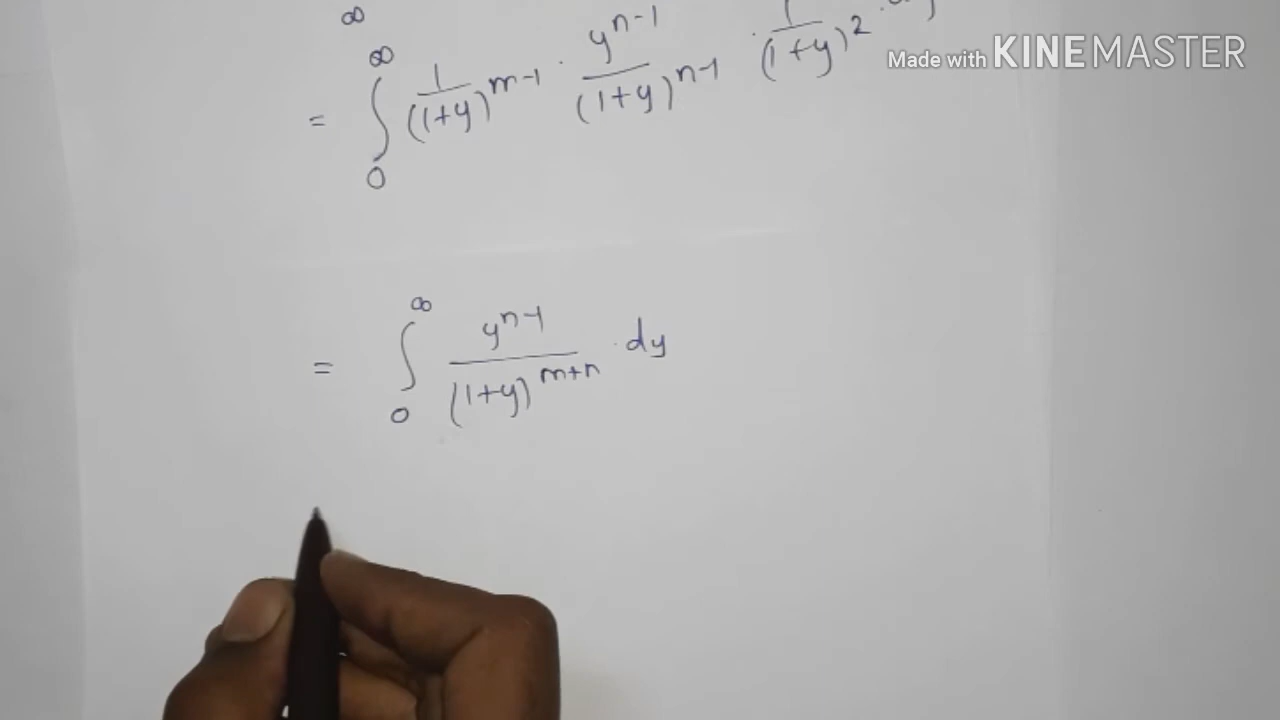 ∞
= ∫₀^∞ 1/(1+y)^{m-1} · y^{n-1}/(1+y)^{n-1} · 1/(1+y)^2 ·
Made with KINEMASTER
= ∫₀^∞ y^{n-1}/(1+y)^{m+n} · dy